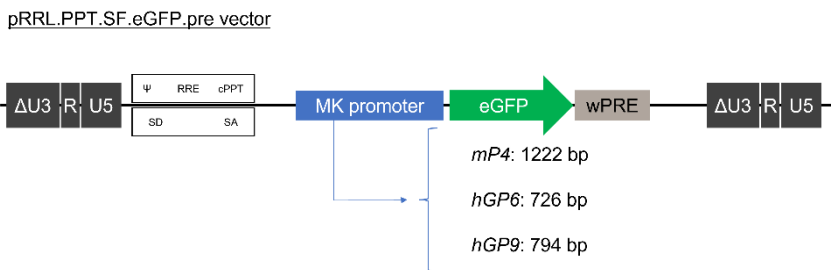 pRRL.PPT.SF.eGFP.pre vector
Ψ RRE cPPT
ΔU3 R U5 MK promoter eGFP wPRE ΔU3 R U5
SD SA
mP4: 1222 bp
hGP6: 726 bp
hGP9: 794 bp